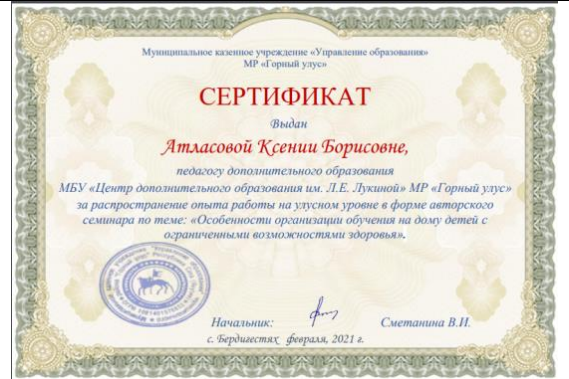 Муниципальное казенное учреждение «Управление образования»
МР «Горный улус»
СЕРТИФИКАТ
Выдан
Атласовой Ксении Борисовне,
педагогу дополнительного образования
МБУ «Центр дополнительного образования им. Л.Е. Лукиной» МР «Горный улус»
за распространение опыта работы на улусном уровне в форме авторского
семинара по теме: «Особенности организации обучения на дому детей с
ограниченными возможностями здоровья».
Начальник: Сметанина В.И.
с. Бердигестях февраля, 2021 г.